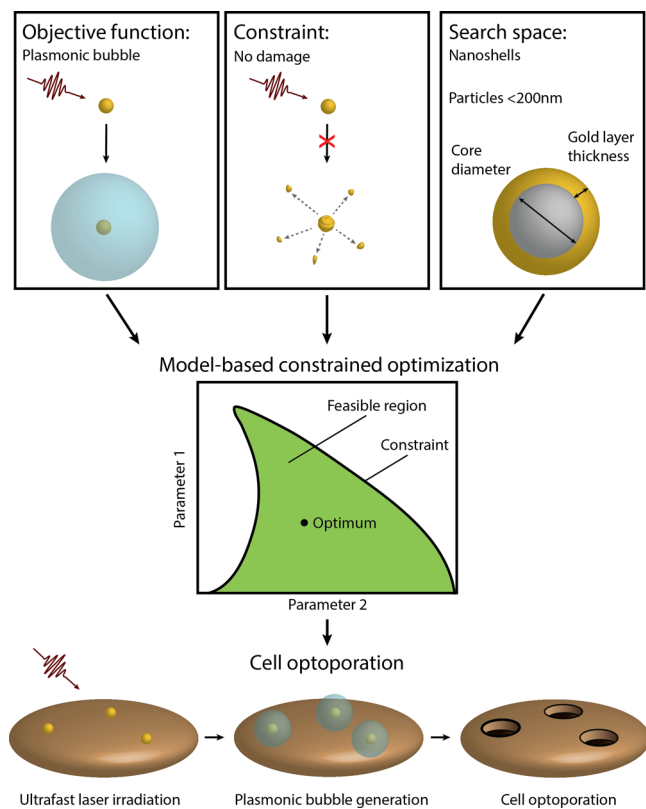 Objective function:
Plasmonic bubble
Constraint:
No damage
Search space:
Nanoshells
Particles <200nm
Core
diameter
Gold layer
thickness
Model-based constrained optimization
Feasible region
Constraint
Optimum
Parameter 1
Parameter 2
Cell optoporation
Ultrafast laser irradiation
Plasmonic bubble generation
Cell optoporation